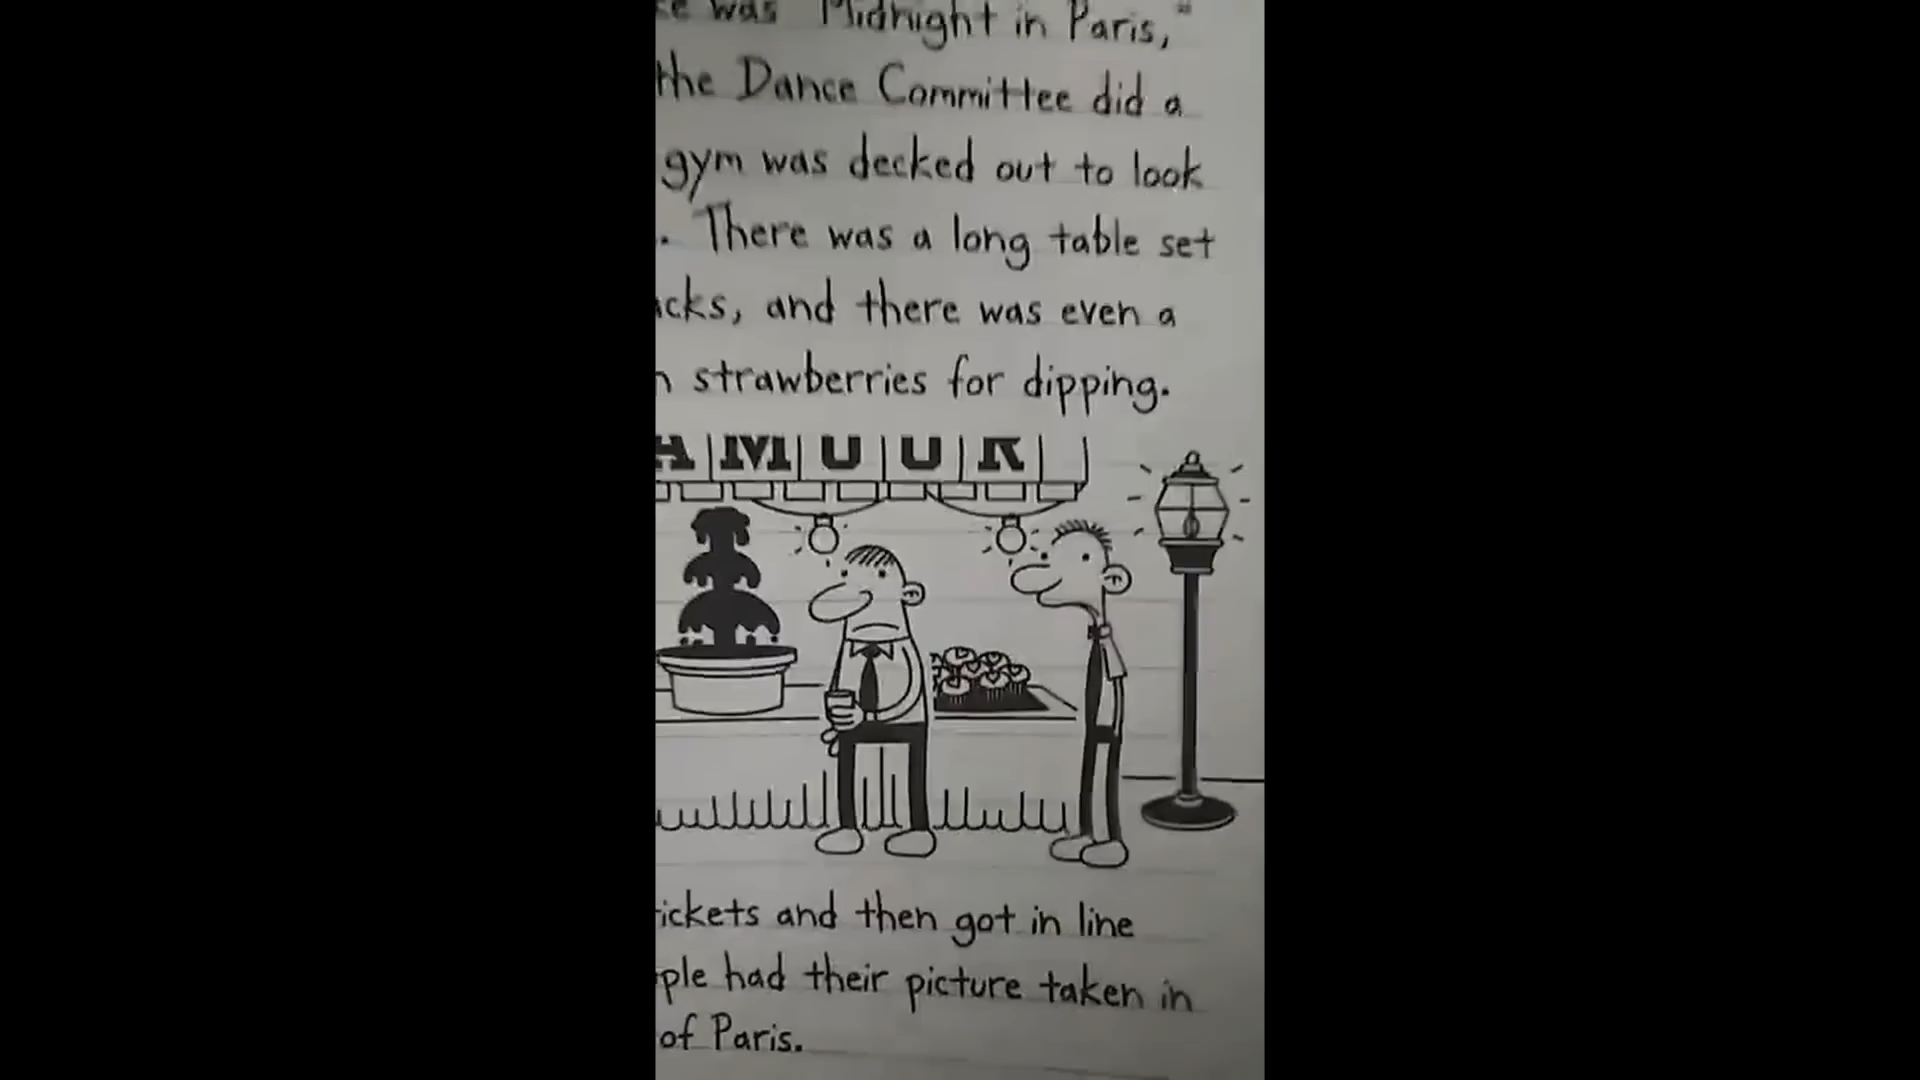 was "Midnight in Paris,"
the Dance Committee did a
gym was decked out to look
. There was a long table set
acks, and there was even a
strawberries for dipping.
AMUUR
ickets and then got in line
ple had their picture taken in
of Paris.